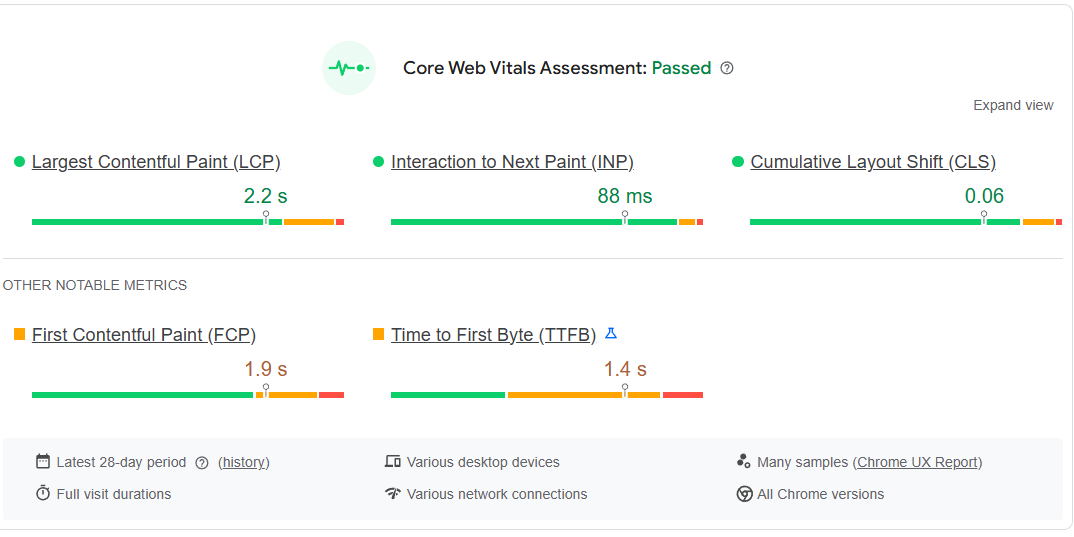 Core Web Vitals Assessment: Passed
Expand view
Largest Contentful Paint (LCP)
2.2 s
Interaction to Next Paint (INP)
88 ms
Cumulative Layout Shift (CLS)
0.06
OTHER NOTABLE METRICS
First Contentful Paint (FCP)
1.9 s
Time to First Byte (TTFB)
1.4 s
Latest 28-day period (history)
Various desktop devices
Many samples (Chrome UX Report)
Full visit durations
Various network connections
All Chrome versions